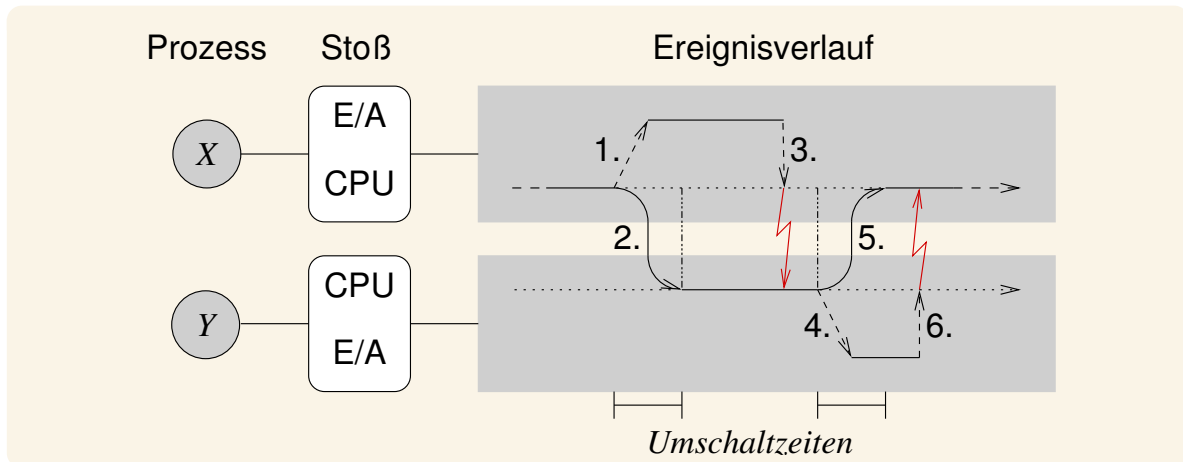 Prozess Stoß Ereignisverlauf
E/A
X 1. 3.
CPU
2. 5.
CPU
Y 4. 6.
E/A
Umschaltzeiten